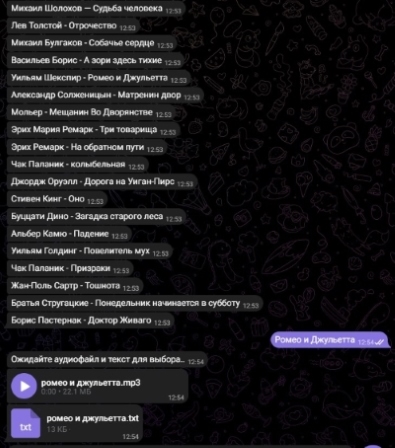 Михаил Шолохов — Судьба человека 12:53
Лев Толстой - Отрочество 12:53
Михаил Булгаков - Собачье сердце 12:53
Васильев Борис - А зори здесь тихие 12:53
Уильям Шекспир - Ромео и Джульетта 12:53
Александр Солженицын - Матренин двор 12:53
Мольер - Мещанин Во Дворянстве 12:53
Эрих Мария Ремарк - Три товарища 12:53
Эрих Ремарк - На обратном пути 12:53
Чак Паланик - колыбельная 12:53
Джордж Оруэлл - Дорога на Уиган-Пирс 12:53
Стивен Кинг - Оно 12:53
Буццати Дино - Загадка старого леса 12:53
Альбер Камю - Падение 12:53
Уильям Голдинг - Повелитель мух 12:53
Чак Паланик - Призраки 12:53
Жан-Поль Сартр - Тошнота 12:53
Братья Стругацкие - Понедельник начинается в субботу 12:53
Борис Пастернак - Доктор Живаго 12:53
Ромео и Джульетта 12:54
Ожидайте аудиофайл и текст для выбора.. 12:54
ромео и джульетта.mp3
0:00 - 22.1 МБ
12:54
txt
ромео и джульетта.txt
13 КБ
12:54